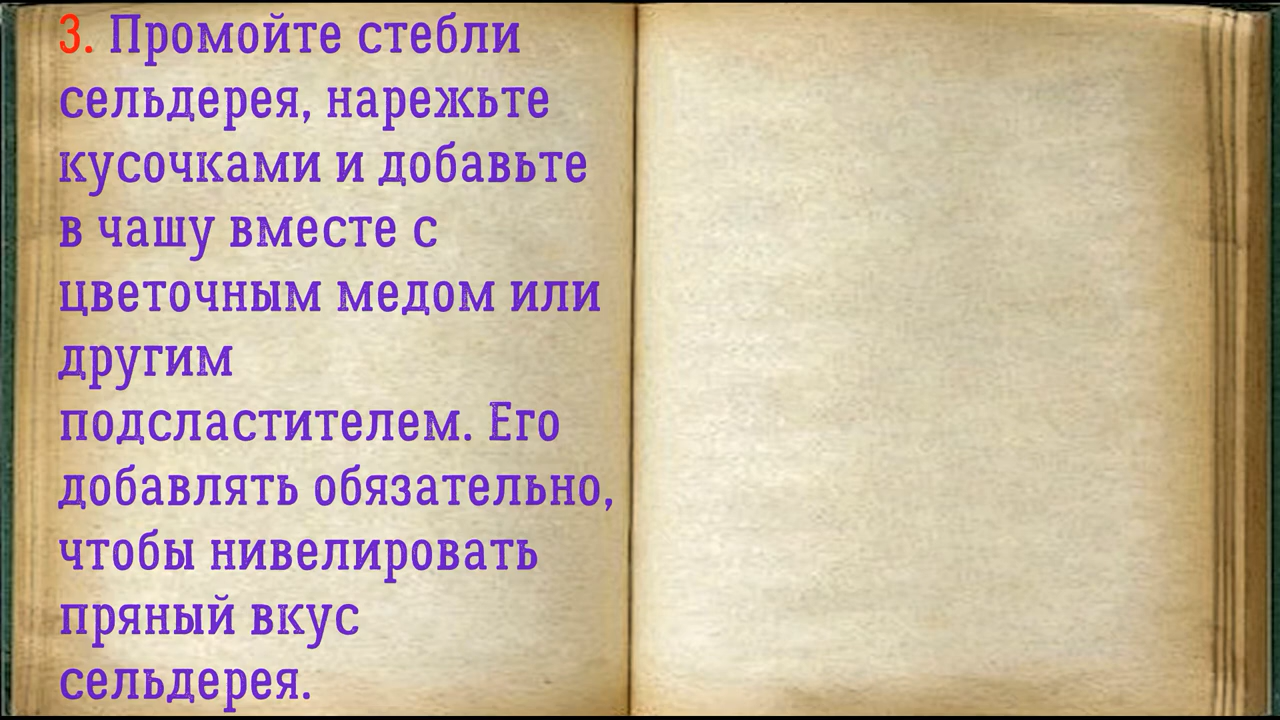 3. Промойте стебли
сельдерея, нарежьте
кусочками и добавьте
в чашу вместе с
цветочным медом или
другим
подсластителем. Его
добавлять обязательно,
чтобы нивелировать
пряный вкус
сельдерея.